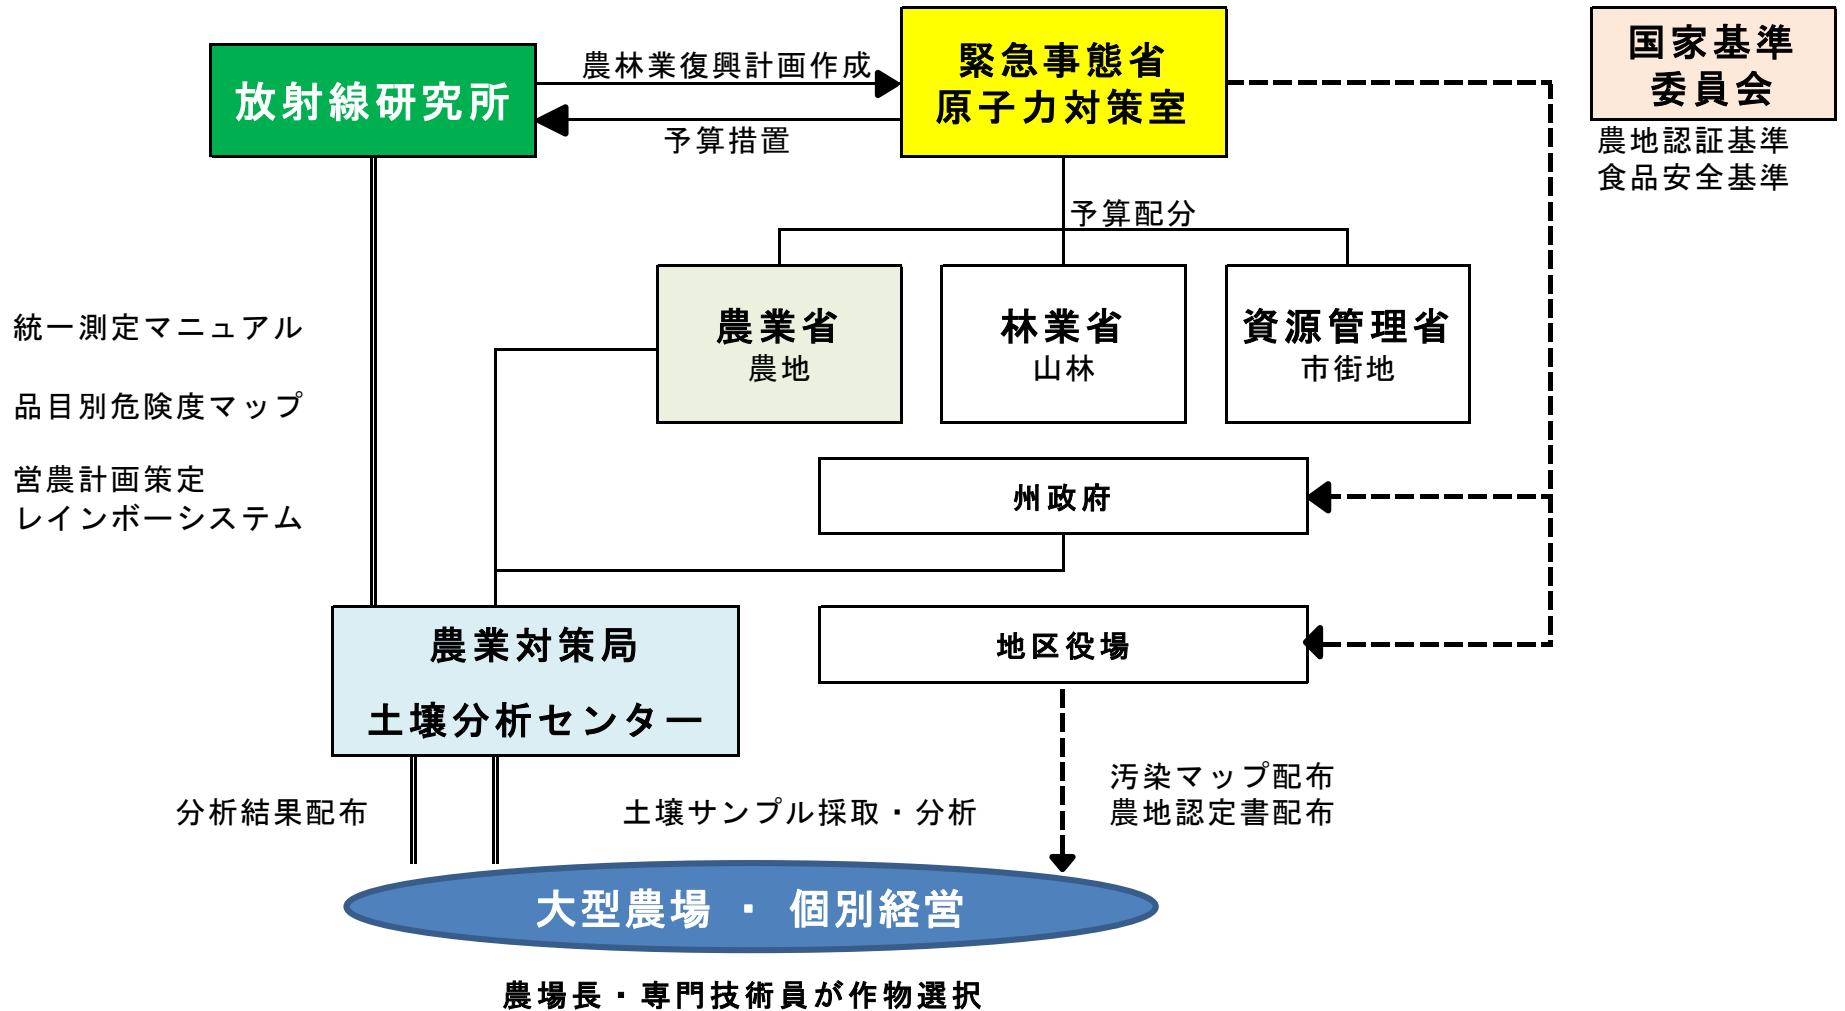 農林業復興計画作成
放射線研究所
予算措置
緊急事態省
原子力対策室
国家基準
委員会
農地認証基準
食品安全基準
予算配分
農業省
農地
林業省
山林
資源管理省
市街地
統一測定マニュアル
品目別危険度マップ
営農計画策定
レインボーシステム
州政府
農業対策局
土壌分析センター
地区役場
分析結果配布
土壌サンプル採取・分析
汚染マップ配布
農地認定書配布
大型農場 ・ 個別経営
農場長・専門技術員が作物選択